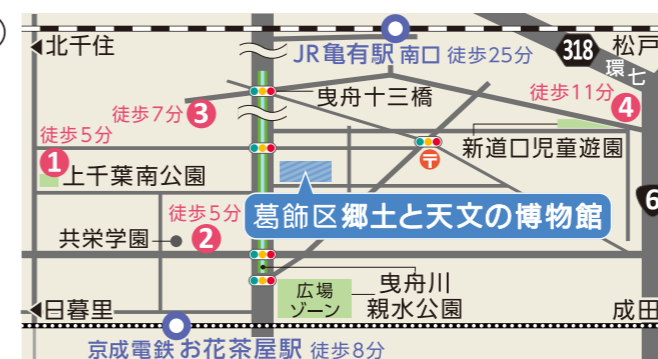 ◀北千住
JR亀有駅 南口 徒歩25分
318
松戸
環七
曳舟十三橋
徒歩7分 3
徒歩11分
4
徒歩5分
1
上千葉南公園
新道口児童遊園
〒
6
葛飾区郷土と天文の博物館
徒歩5分
共栄学園
2
広場
ゾーン
曳舟川
親水公園
◀日暮里
成田
京成電鉄 お花茶屋駅 徒歩8分